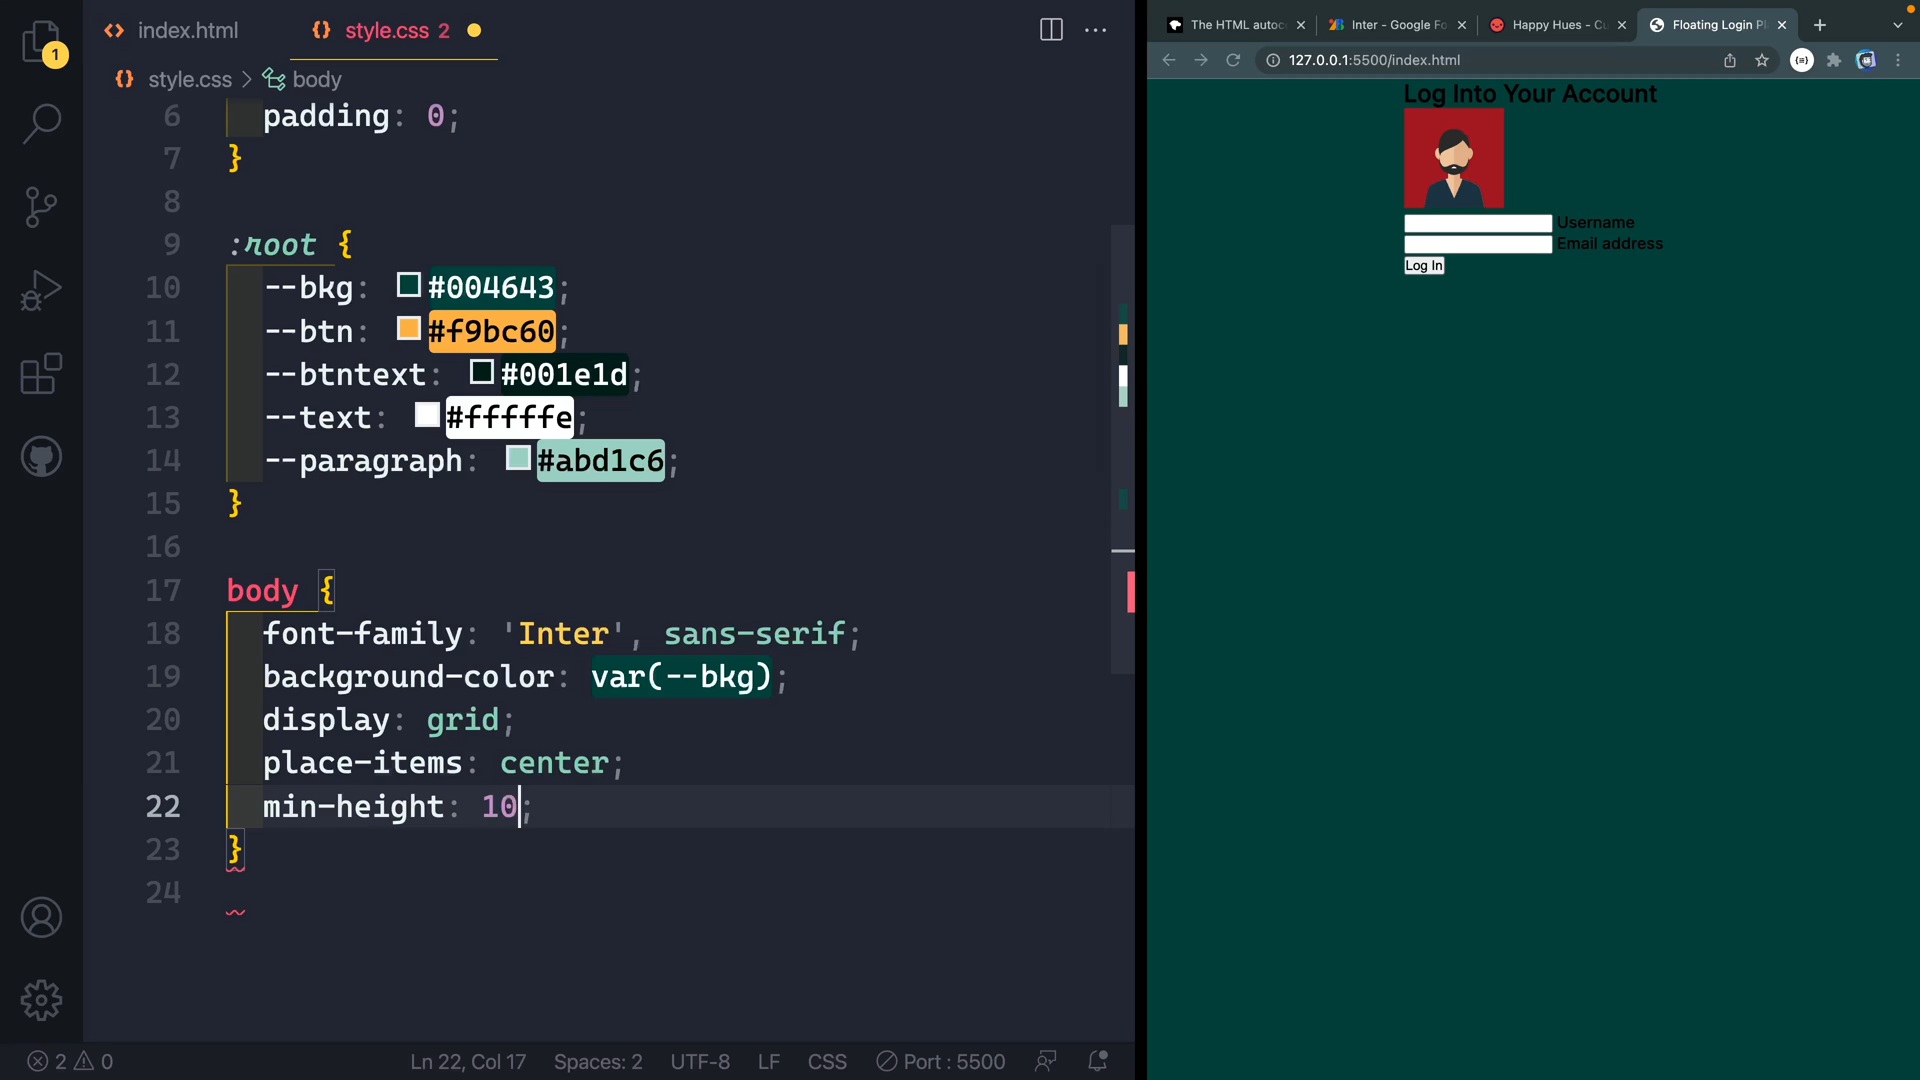 index.html
style.css 2
style.css > body
1
6 padding: 0;
7 }
8
9 :root {
10 --bkg: #004643;
11 --btn: #f9bc60;
12 --btntext: #001e1d;
13 --text: #fffffe;
14 --paragraph: #abd1c6;
15 }
16
17 body {
18 font-family: 'Inter', sans-serif;
19 background-color: var(--bkg);
20 display: grid;
21 place-items: center;
22 min-height: 10;
23 }
24
2 0 Ln 22, Col 17 Spaces: 2 UTF-8 LF CSS Port : 5500
The HTML autoc Inter - Google Fo Happy Hues - Cu Floating Login Pl
127.0.0.1:5500/index.html
Log Into Your Account
Username
Email address
Log In